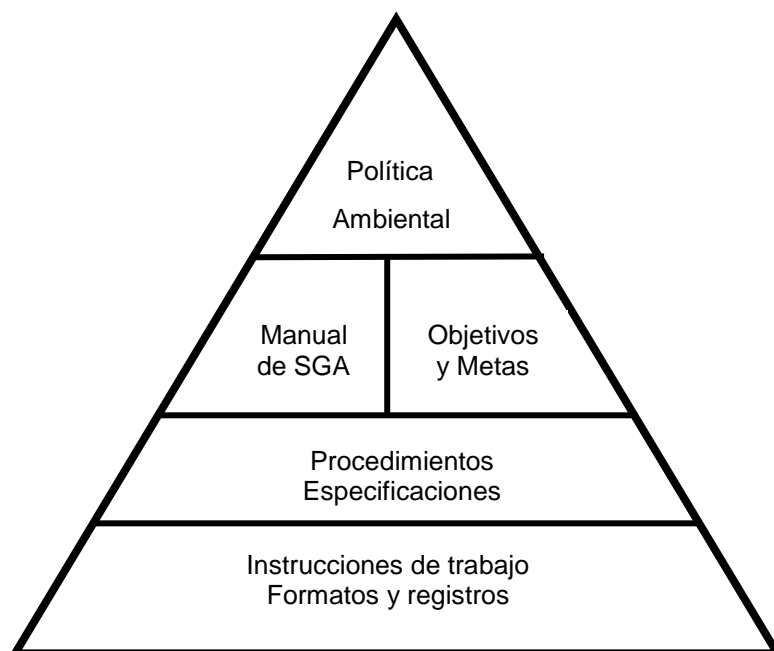 Política
Ambiental
Manual
de SGA
Objetivos
y Metas
Procedimientos
Especificaciones
Instrucciones de trabajo
Formatos y registros